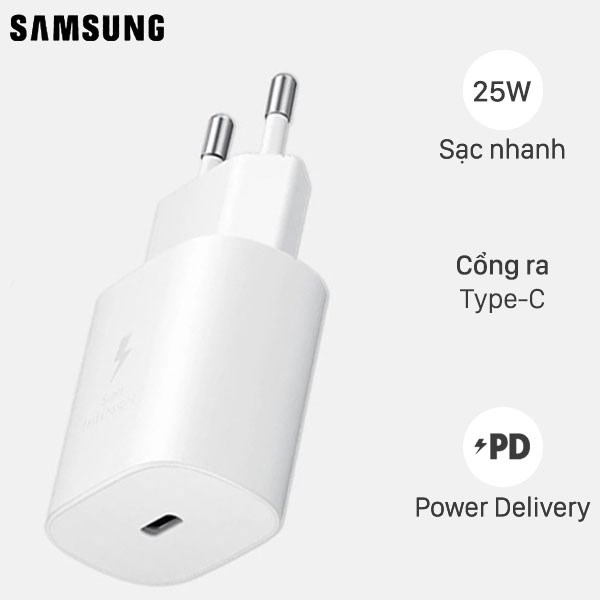 SAMSUNG
25W
Sạc nhanh
Cổng ra
Type-C
PD
Power Delivery